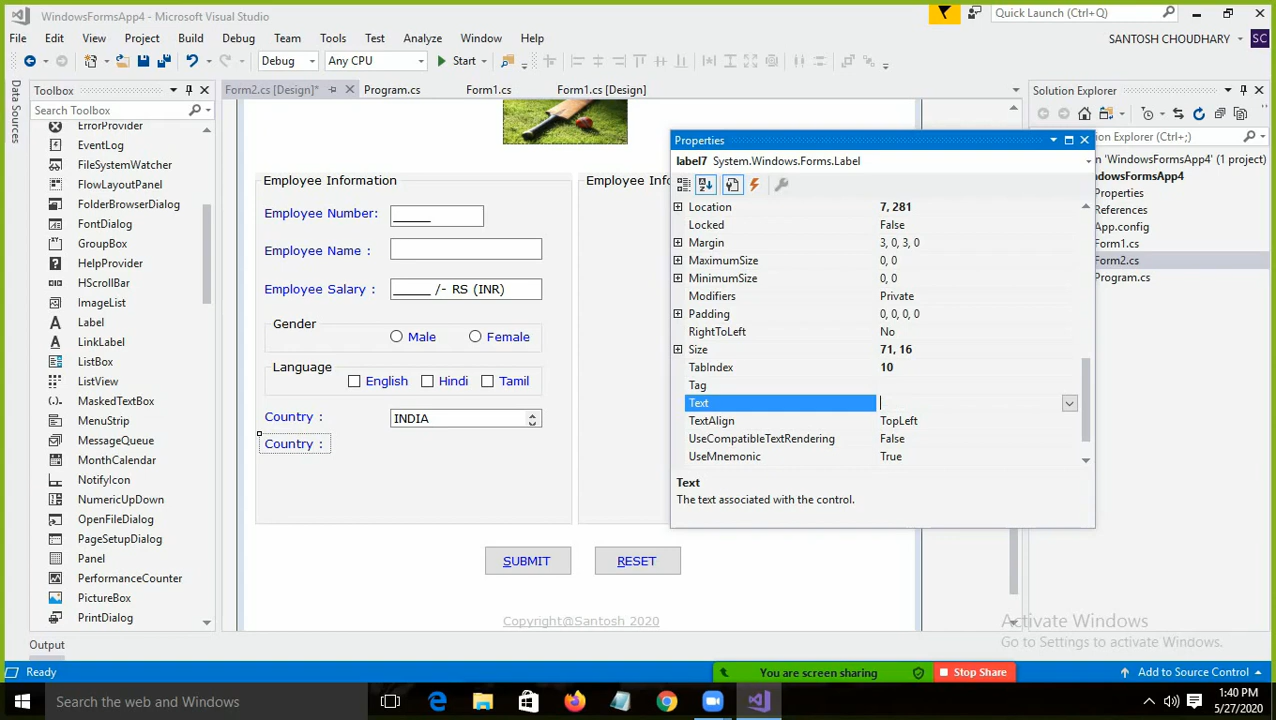 WindowsFormsApp4 - Microsoft Visual Studio
Quick Launch (Ctrl+Q)
File Edit View Project Build Debug Team Tools Test Analyze Window Help
SANTOSH CHOUDHARY
SC
Debug Any CPU Start
Data Sources
Toolbox
Search Toolbox
ErrorProvider
EventLog
FileSystemWatcher
FlowLayoutPanel
FolderBrowserDialog
FontDialog
GroupBox
HelpProvider
HScrollBar
ImageList
Label
LinkLabel
ListBox
ListView
MaskedTextBox
MenuStrip
MessageQueue
MonthCalendar
NotifyIcon
NumericUpDown
OpenFileDialog
PageSetupDialog
Panel
PerformanceCounter
PictureBox
PrintDialog
Form2.cs [Design]* Program.cs Form1.cs Form1.cs [Design]
Employee Information
Employee Number: _____
Employee Name :
Employee Salary : _____ /- RS (INR)
Gender
Male Female
Language
English Hindi Tamil
Country : INDIA
Country :
Employee Info
SUBMIT RESET
Copyright@Santosh 2020
Properties
label7 System.Windows.Forms.Label
Location 7, 281
Locked False
Margin 3, 0, 3, 0
MaximumSize 0, 0
MinimumSize 0, 0
Modifiers Private
Padding 0, 0, 0, 0
RightToLeft No
Size 71, 16
TabIndex 10
Tag
Text
TextAlign TopLeft
UseCompatibleTextRendering False
UseMnemonic True
Text
The text associated with the control.
Solution Explorer
Explorer (Ctrl+;)
'WindowsFormsApp4' (1 project)
dowsFormsApp4
Properties
References
App.config
Form1.cs
Form2.cs
Program.cs
Activate Windows
Go to Settings to activate Windows.
Output
Ready
You are screen sharing Stop Share
Add to Source Control
Search the web and Windows
1:40 PM
5/27/2020